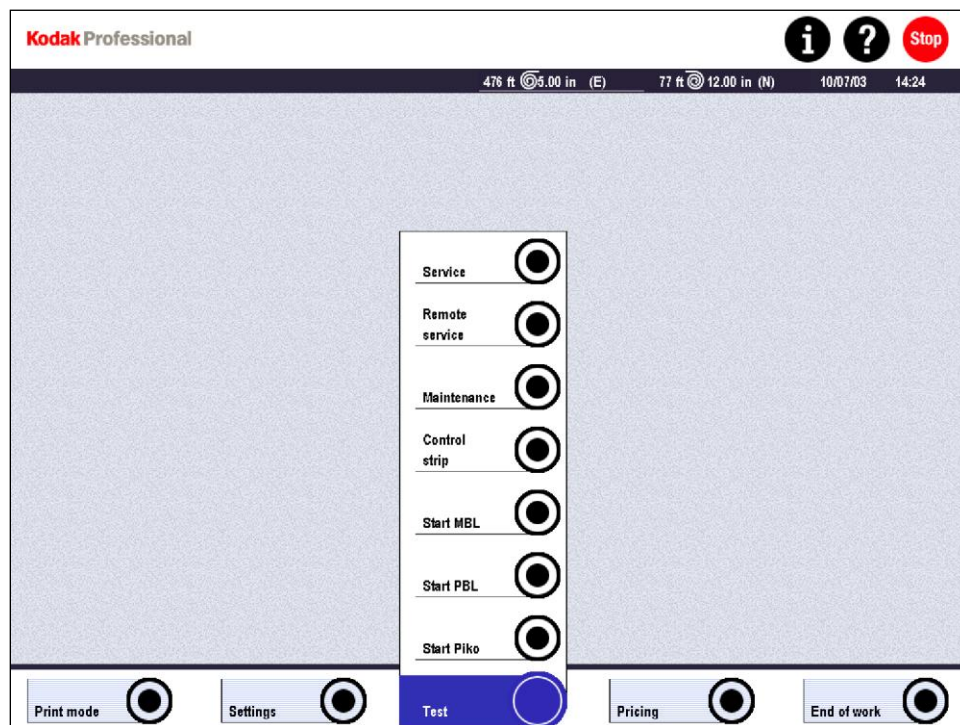 Kodak Professional
i ? Stop
476 ft 5.00 in (E) 77 ft 12.00 in (N) 10/07/03 14:24
Service
Remote
service
Maintenance
Control
strip
Start MBL
Start PBL
Start Piko
Print mode Settings Test Pricing End of work